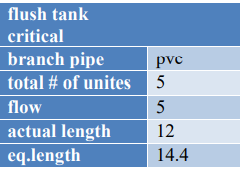 flush tank
critical
branch pipe pvc
total # of unites 5
flow 5
actual length 12
eq.length 14.4